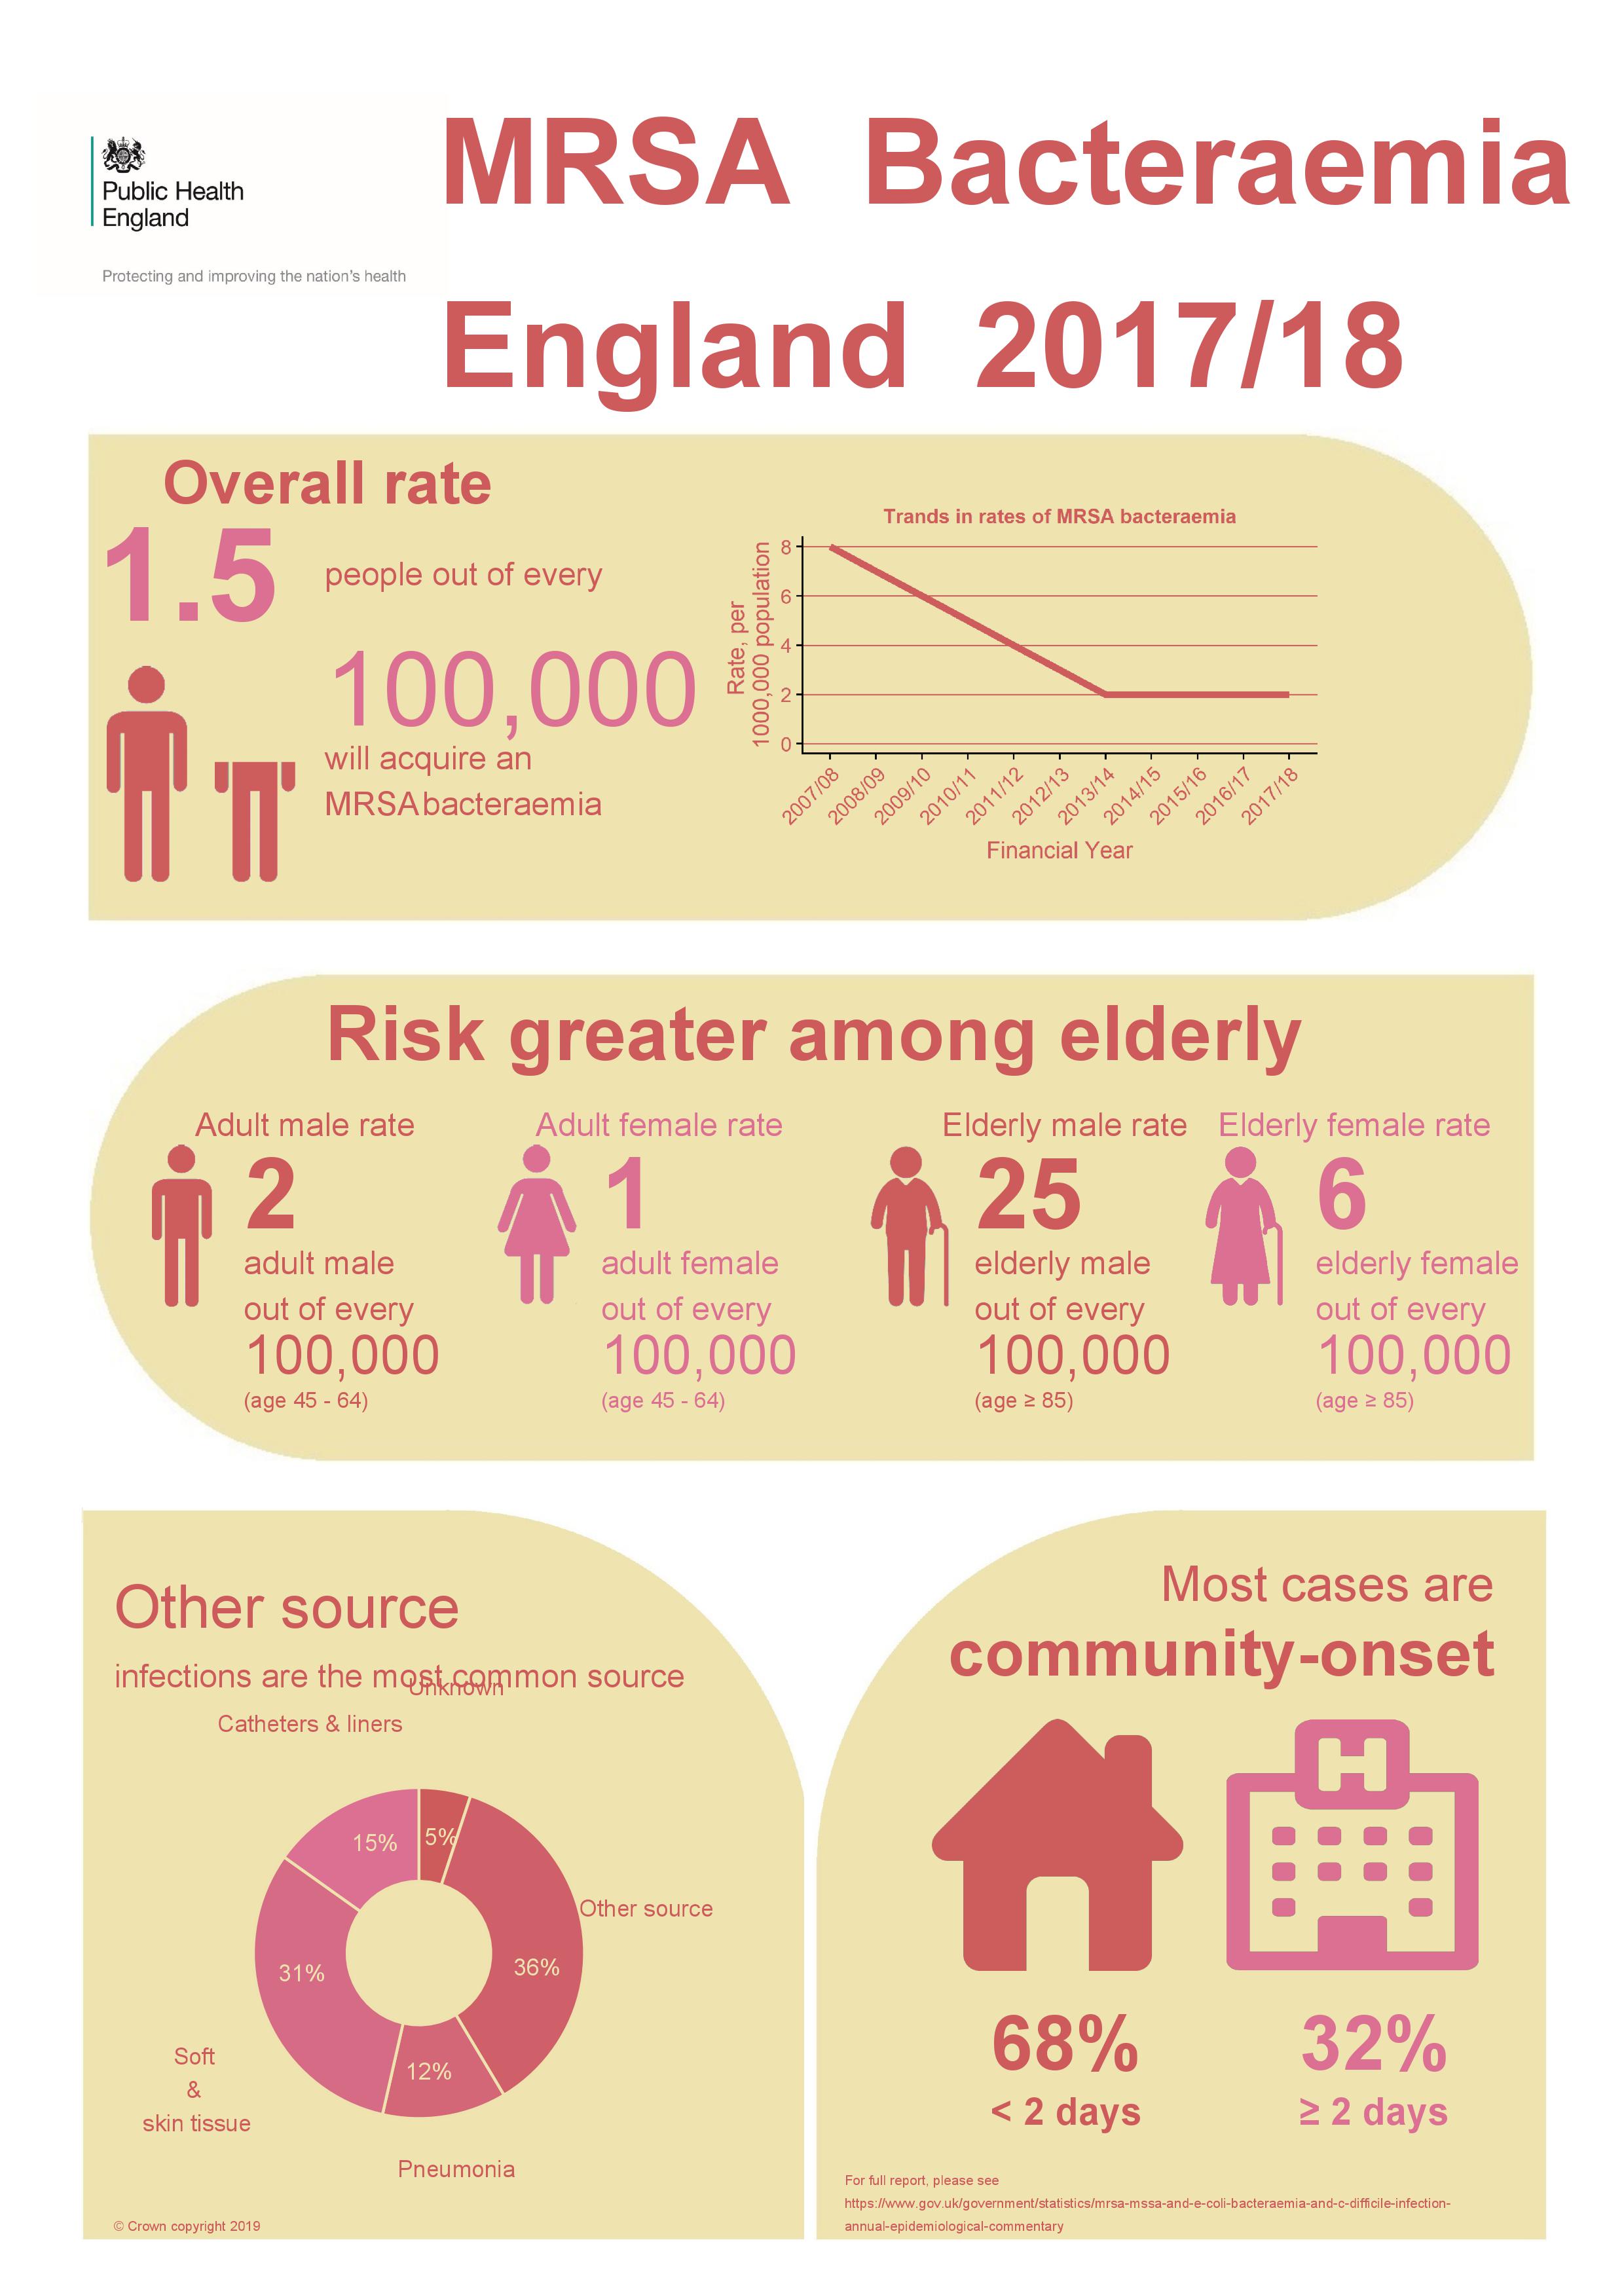 Public Health
England
Protecting and improving the nation's health
MRSA Bacteraemia
England 2017/18
Overall rate
1.5
people out of every
100,000
will acquire an
MRSA bacteraemia
Trands in rates of MRSA bacteraemia
Rate, per
1000,000 population
8
6
4
2
0
2007/08
2008/09
2009/10
2010/11
2011/12
2012/13
2013/14
2014/15
2015/16
2016/17
2017/18
Financial Year
Risk greater among elderly
Adult male rate
2
adult male
out of every
100,000
(age 45 - 64)
Adult female rate
1
adult female
out of every
100,000
(age 45 - 64)
Elderly male rate
25
elderly male
out of every
100,000
(age ≥ 85)
Elderly female rate
6
elderly female
out of every
100,000
(age ≥ 85)
Other source
infections are the most common source
Unknown
Catheters & liners
15%
5%
Other source
31%
36%
12%
Soft
&
skin tissue
Pneumonia
© Crown copyright 2019
Most cases are
community-onset
H
68%
< 2 days
32%
≥ 2 days
For full report, please see
https://www.gov.uk/government/statistics/mrsa-mssa-and-e-coli-bacteraemia-and-c-difficile-infection-
annual-epidemiological-commentary